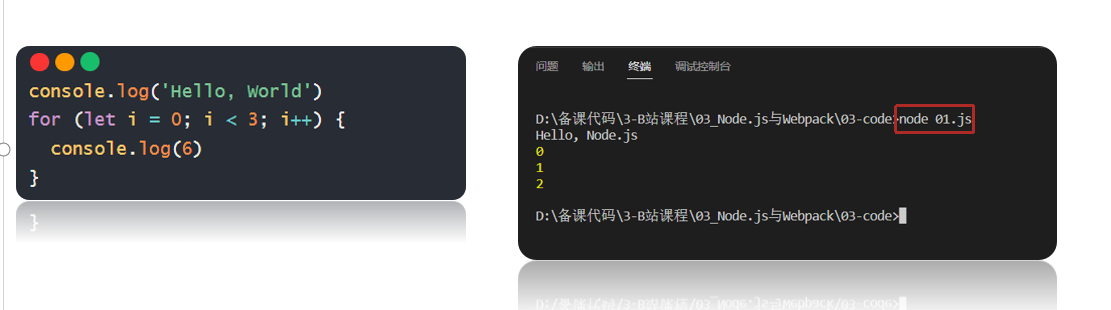 console.log('Hello, World')
for (let i = 0; i < 3; i++) {
  console.log(6)
}
问题 输出 终端 调试控制台
D:\备课代码\3-B站课程\03_Node.js与Webpack\03-code>node 01.js
Hello, Node.js
0
1
2
D:\备课代码\3-B站课程\03_Node.js与Webpack\03-code>